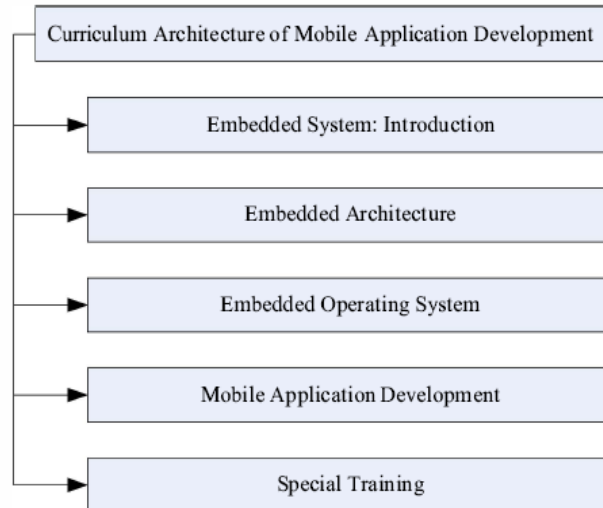 Curriculum Architecture of Mobile Application Development
Embedded System: Introduction
Embedded Architecture
Embedded Operating System
Mobile Application Development
Special Training